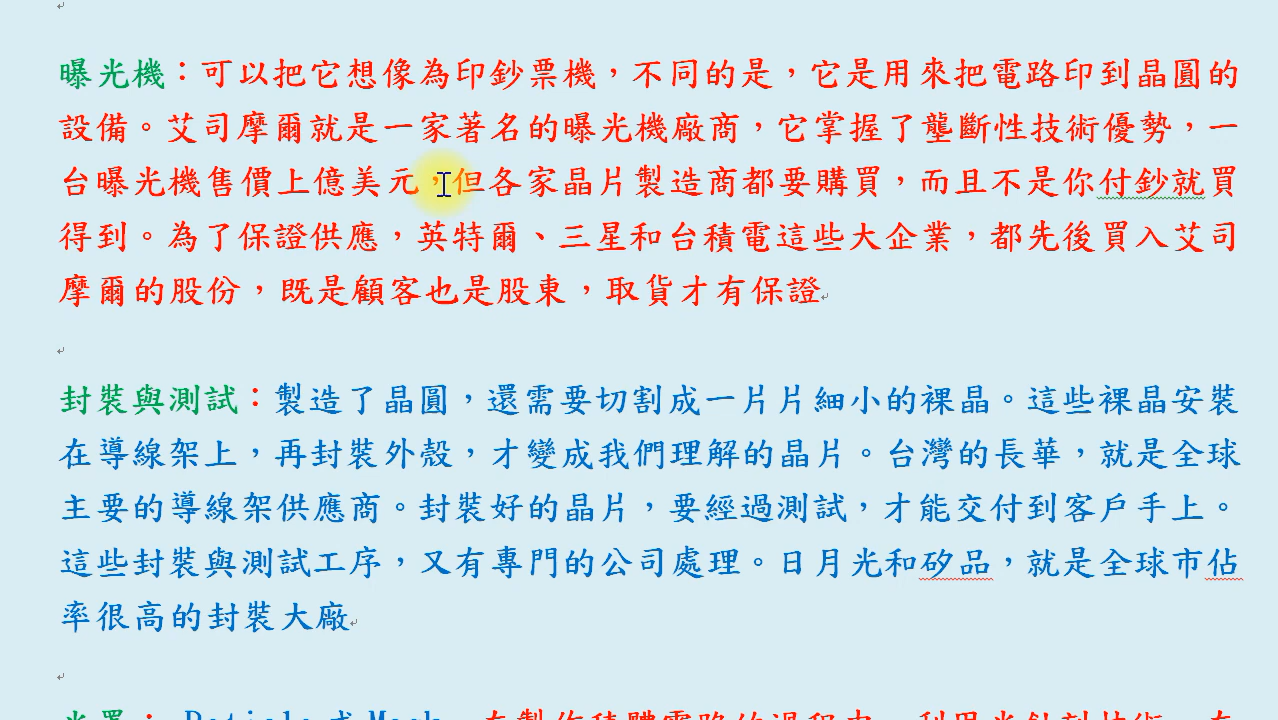 曝光機：可以把它想像為印鈔票機，不同的是，它是用來把電路印到晶圓的
設備。艾司摩爾就是一家著名的曝光機廠商，它掌握了壟斷性技術優勢，一
台曝光機售價上億美元，但各家晶片製造商都要購買，而且不是你付鈔就買
得到。為了保證供應，英特爾、三星和台積電這些大企業，都先後買入艾司
摩爾的股份，既是顧客也是股東，取貨才有保證
封裝與測試：製造了晶圓，還需要切割成一片片細小的裸晶。這些裸晶安裝
在導線架上，再封裝外殼，才變成我們理解的晶片。台灣的長華，就是全球
主要的導線架供應商。封裝好的晶片，要經過測試，才能交付到客戶手上。
這些封裝與測試工序，又有專門的公司處理。日月光和矽品，就是全球市佔
率很高的封裝大廠